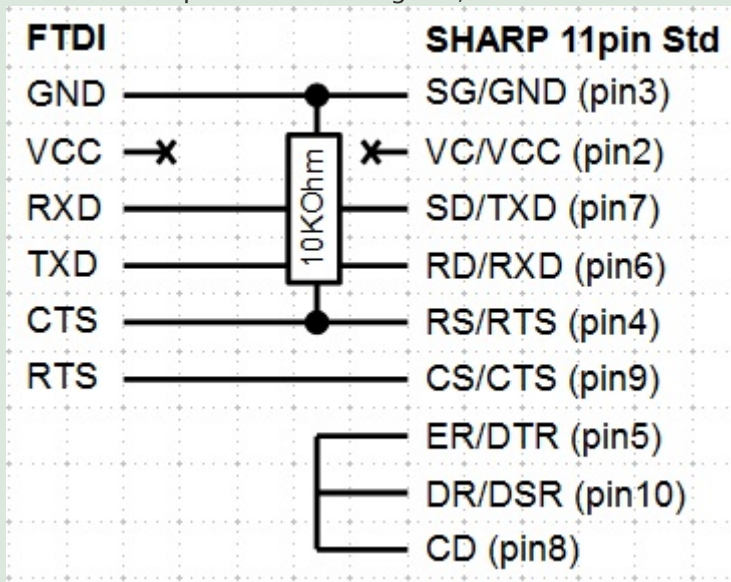 FTDI SHARP 11pin Std
GND SG/GND (pin3)
VCC VC/VCC (pin2)
RXD SD/TXD (pin7)
10KOhm
TXD RD/RXD (pin6)
CTS RS/RTS (pin4)
RTS CS/CTS (pin9)
ER/DTR (pin5)
DR/DSR (pin10)
CD (pin8)